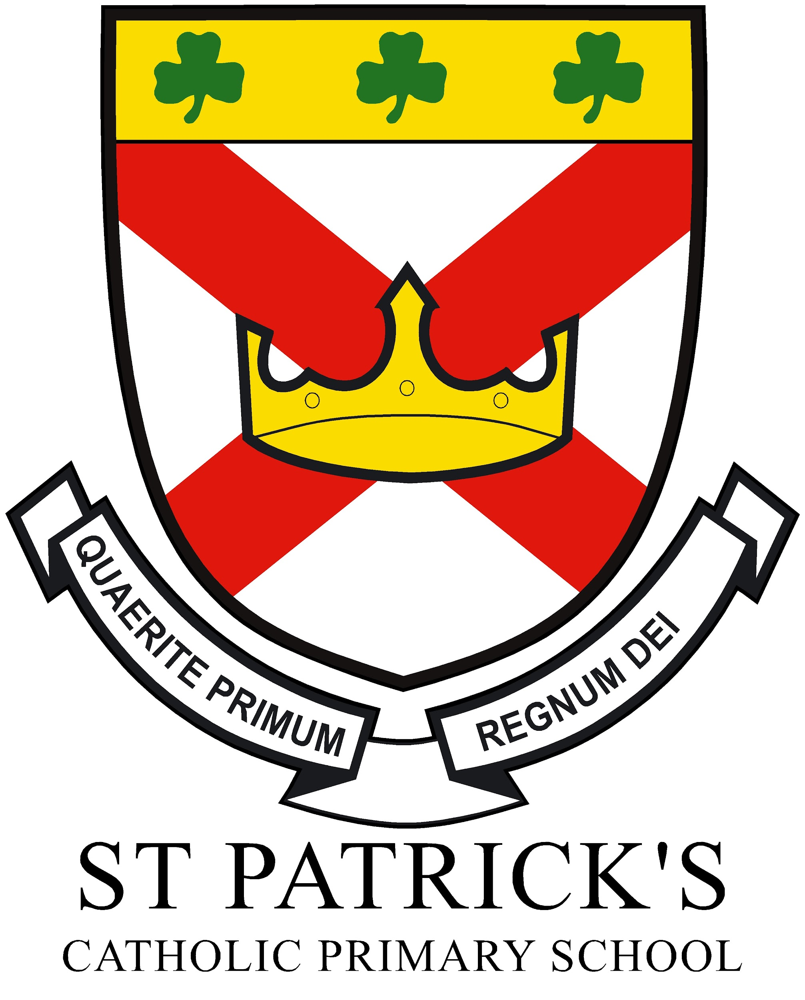 QUAERITE PRIMUM REGNUM DEI
ST PATRICK'S
CATHOLIC PRIMARY SCHOOL